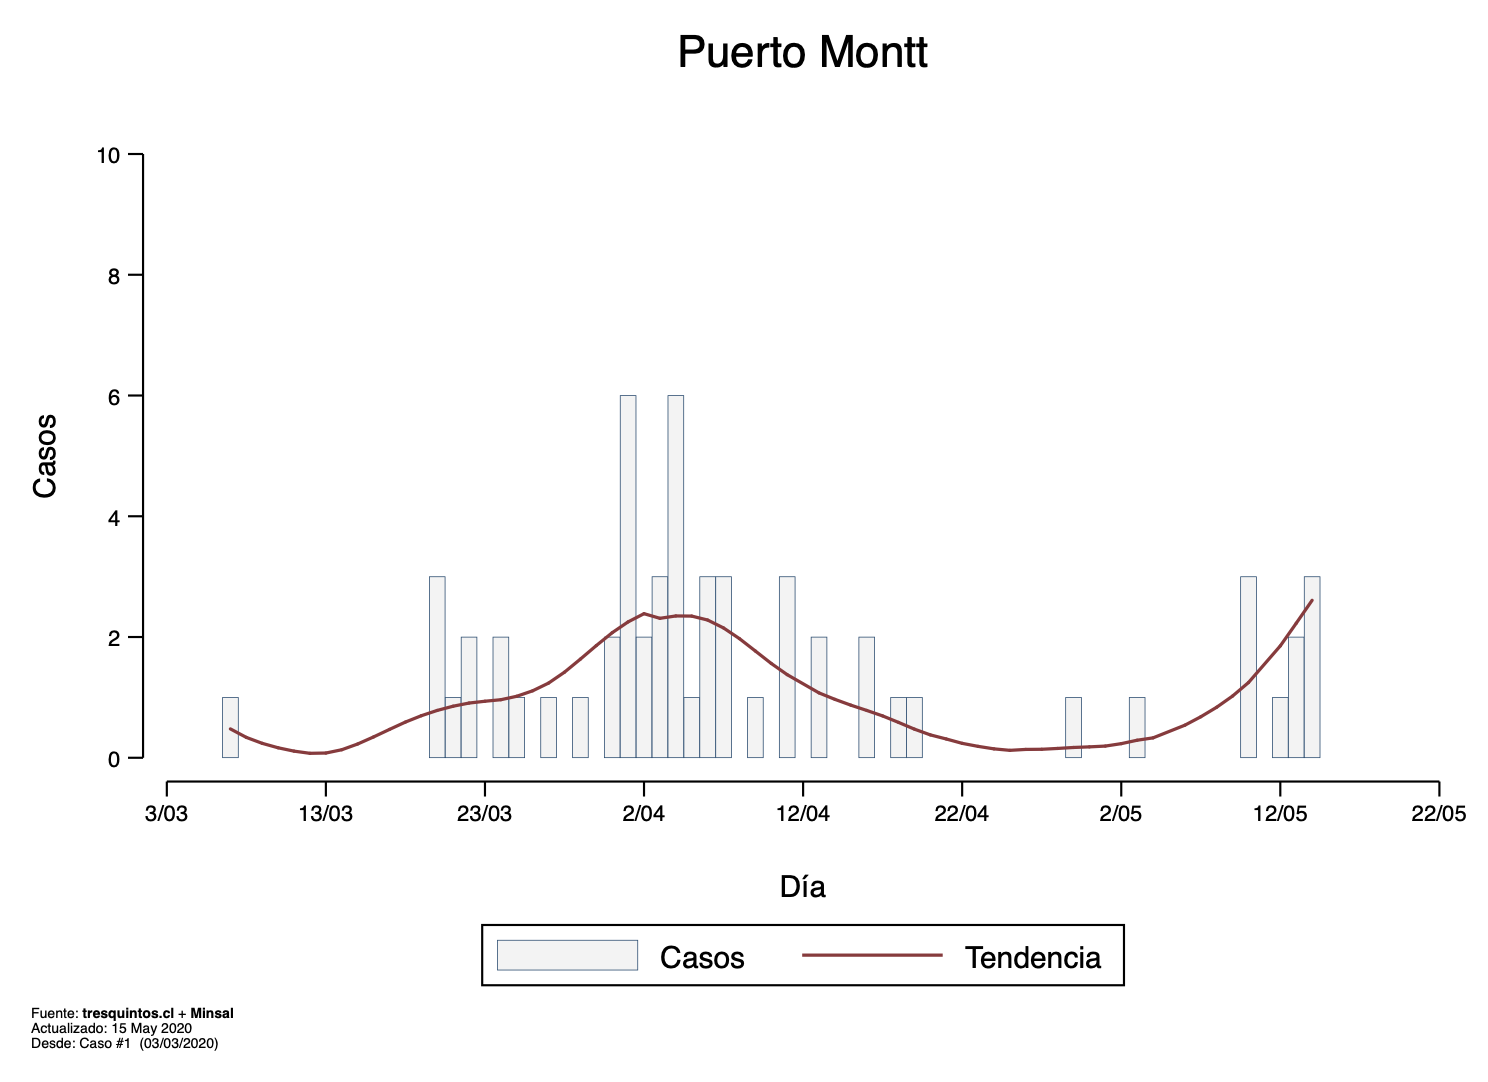 Puerto Montt
10
8
6
4
2
0
Casos
3/03 13/03 23/03 2/04 12/04 22/04 2/05 12/05 22/05
Día
Casos Tendencia
Fuente: tresquintos.cl + Minsal
Actualizado: 15 May 2020
Desde: Caso #1 (03/03/2020)